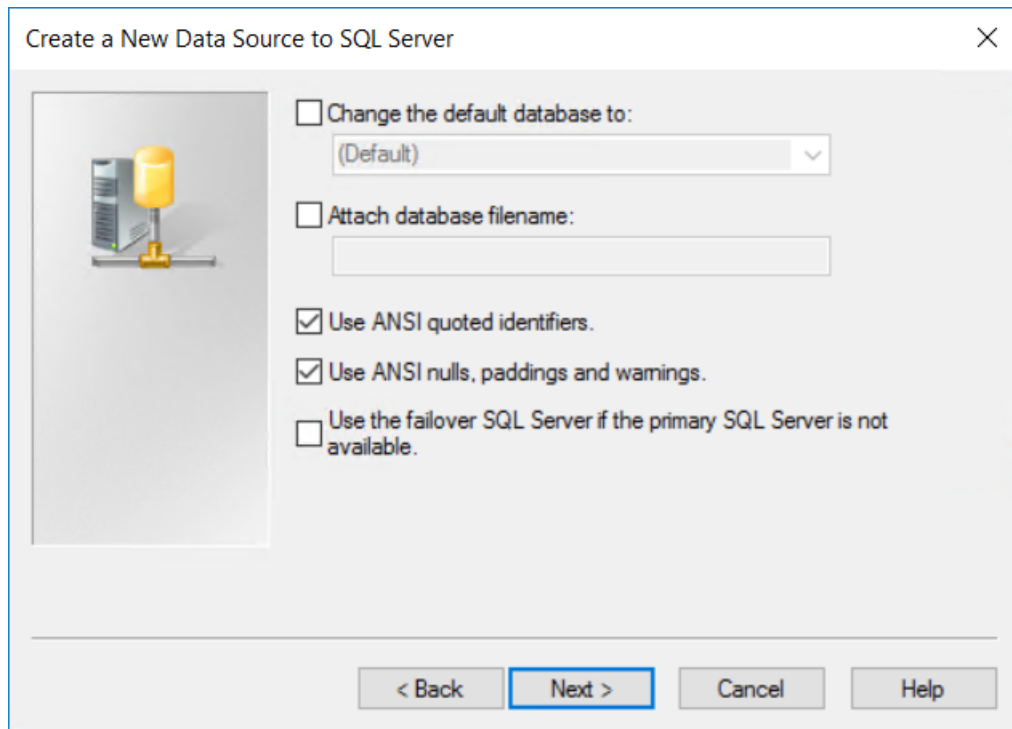 Create a New Data Source to SQL Server
Change the default database to:
(Default)
Attach database filename:
Use ANSI quoted identifiers.
Use ANSI nulls, paddings and warnings.
Use the failover SQL Server if the primary SQL Server is not
available.
< Back
Next >
Cancel
Help